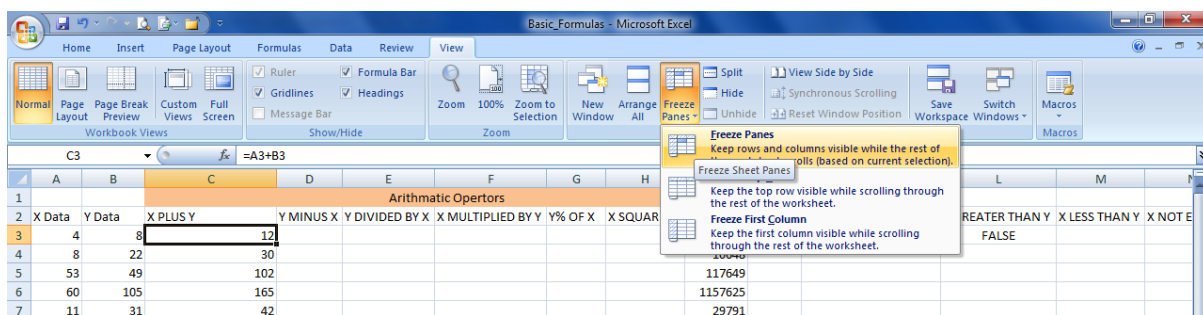 Basic_Formulas - Microsoft Excel
Home Insert Page Layout Formulas Data Review View
Normal Page Layout Page Break Preview Custom Views Full Screen
Workbook Views
Ruler Formula Bar
Gridlines Headings
Message Bar
Show/Hide
Zoom 100% Zoom to Selection
Zoom
New Window Arrange All Freeze Panes
Split View Side by Side
Hide Synchronous Scrolling
Unhide Reset Window Position
Save Workspace Switch Windows
Macros
Macros
Freeze Panes
Keep rows and columns visible while the rest of
rolls (based on current selection).
Freeze Sheet Panes
Keep the top row visible while scrolling through
the rest of the worksheet.
Freeze First Column
Keep the first column visible while scrolling
through the rest of the worksheet.
C3 fx =A3+B3
A B C D E F G H L M
1 Arithmatic Opertors
2 X Data Y Data X PLUS Y Y MINUS X Y DIVIDED BY X X MULTIPLIED BY Y Y% OF X X SQUAR REATER THAN Y X LESS THAN Y X NOT E
3 4 8 12 FALSE
4 8 22 30 10648
5 53 49 102 117649
6 60 105 165 1157625
7 11 31 42 29791